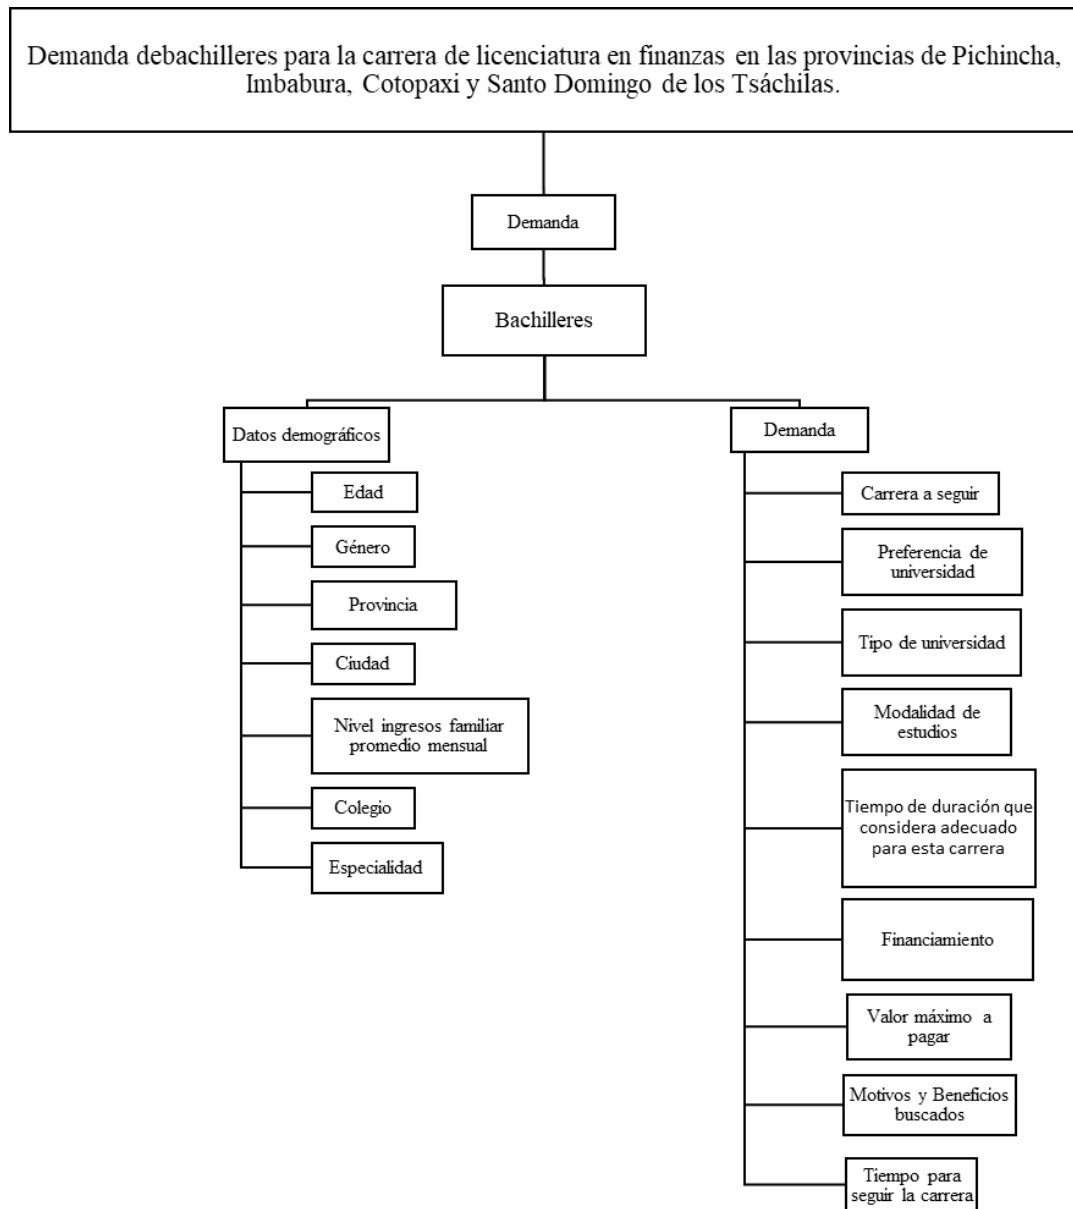 Demanda debachilleres para la carrera de licenciatura en finanzas en las provincias de Pichincha,
Imbabura, Cotopaxi y Santo Domingo de los Tsáchilas.
Demanda
Bachilleres
Datos demográficos
Edad
Género
Provincia
Ciudad
Nivel ingresos familiar
promedio mensual
Colegio
Especialidad
Demanda
Carrera a seguir
Preferencia de
universidad
Tipo de universidad
Modalidad de
estudios
Tiempo de duración que
considera adecuado
para esta carrera
Financiamiento
Valor máximo a
pagar
Motivos y Beneficios
buscados
Tiempo para
seguir la carrera